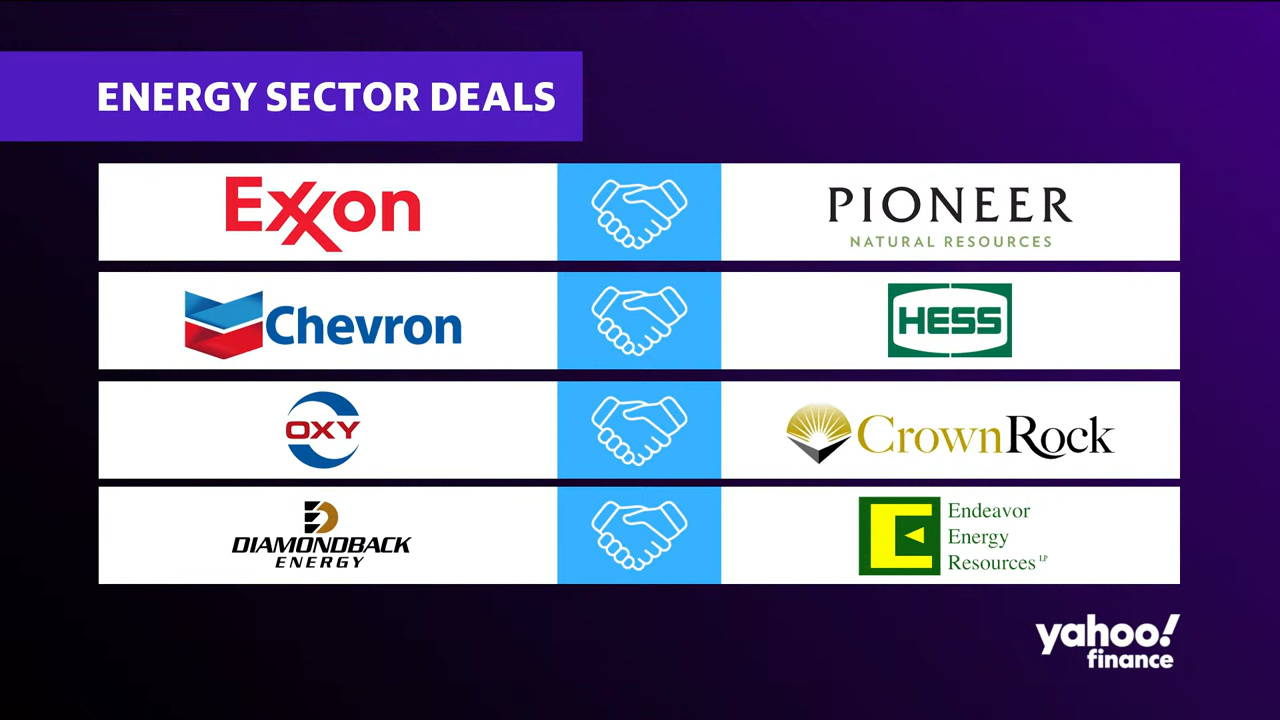 ENERGY SECTOR DEALS
Exxon
PIONEER
NATURAL RESOURCES
Chevron
HESS
OXY
CrownRock
DIAMONDBACK
ENERGY
Endeavor
Energy
Resources LP
yahoo!
finance